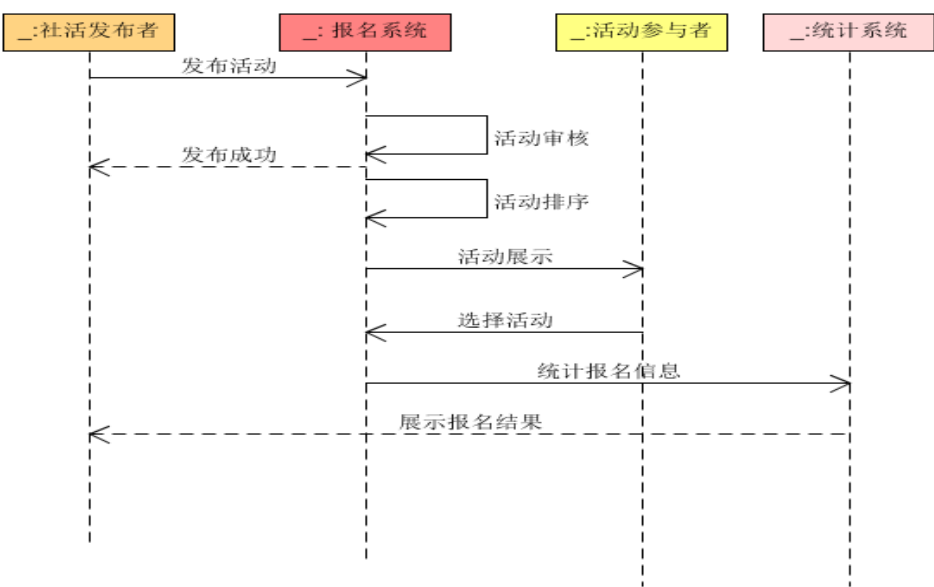 _:社活发布者
_: 报名系统
_:活动参与者
_:统计系统
发布活动
活动审核
发布成功
活动排序
活动展示
选择活动
统计报名信息
展示报名结果